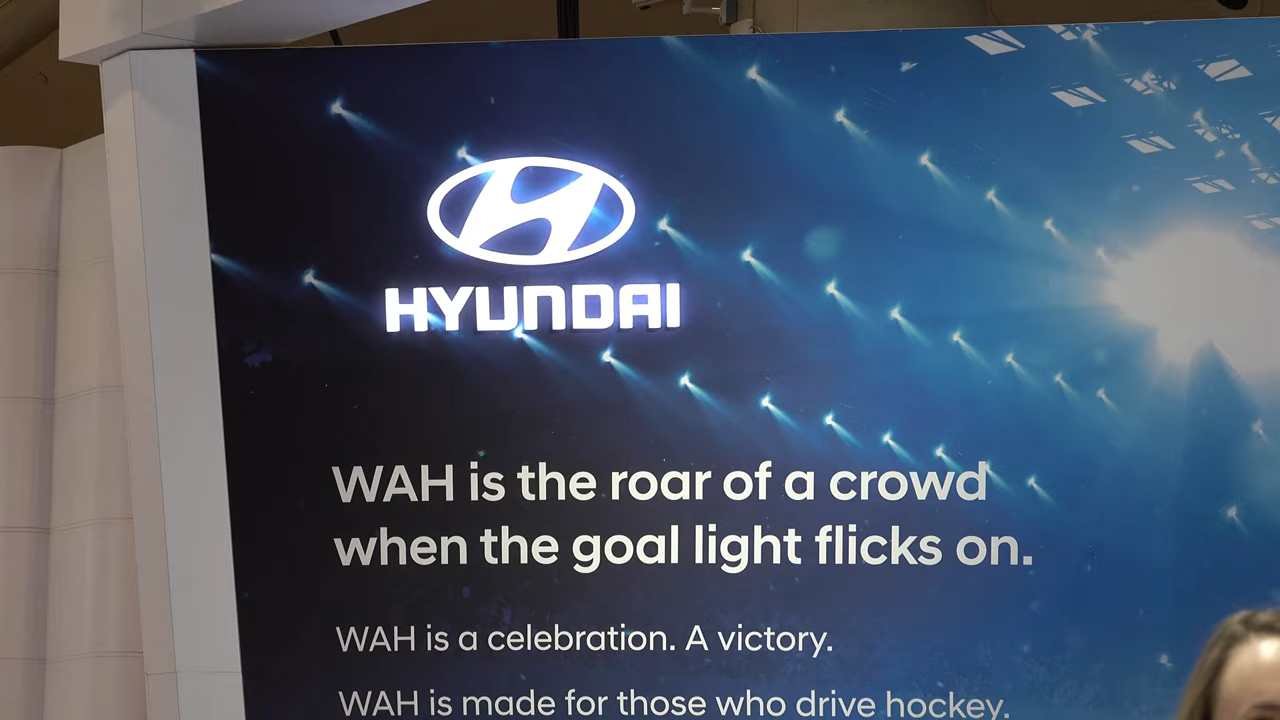 HYUNDAI
WAH is the roar of a crowd
when the goal light flicks on.
WAH is a celebration. A victory.
WAH is made for those who drive hockey.